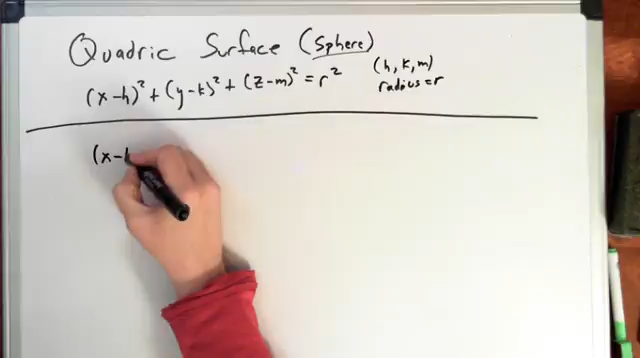 Quadric Surface (Sphere)
(x-h)² + (y-k)² + (z-m)² = r² (h, k, m)
radius = r
(x-